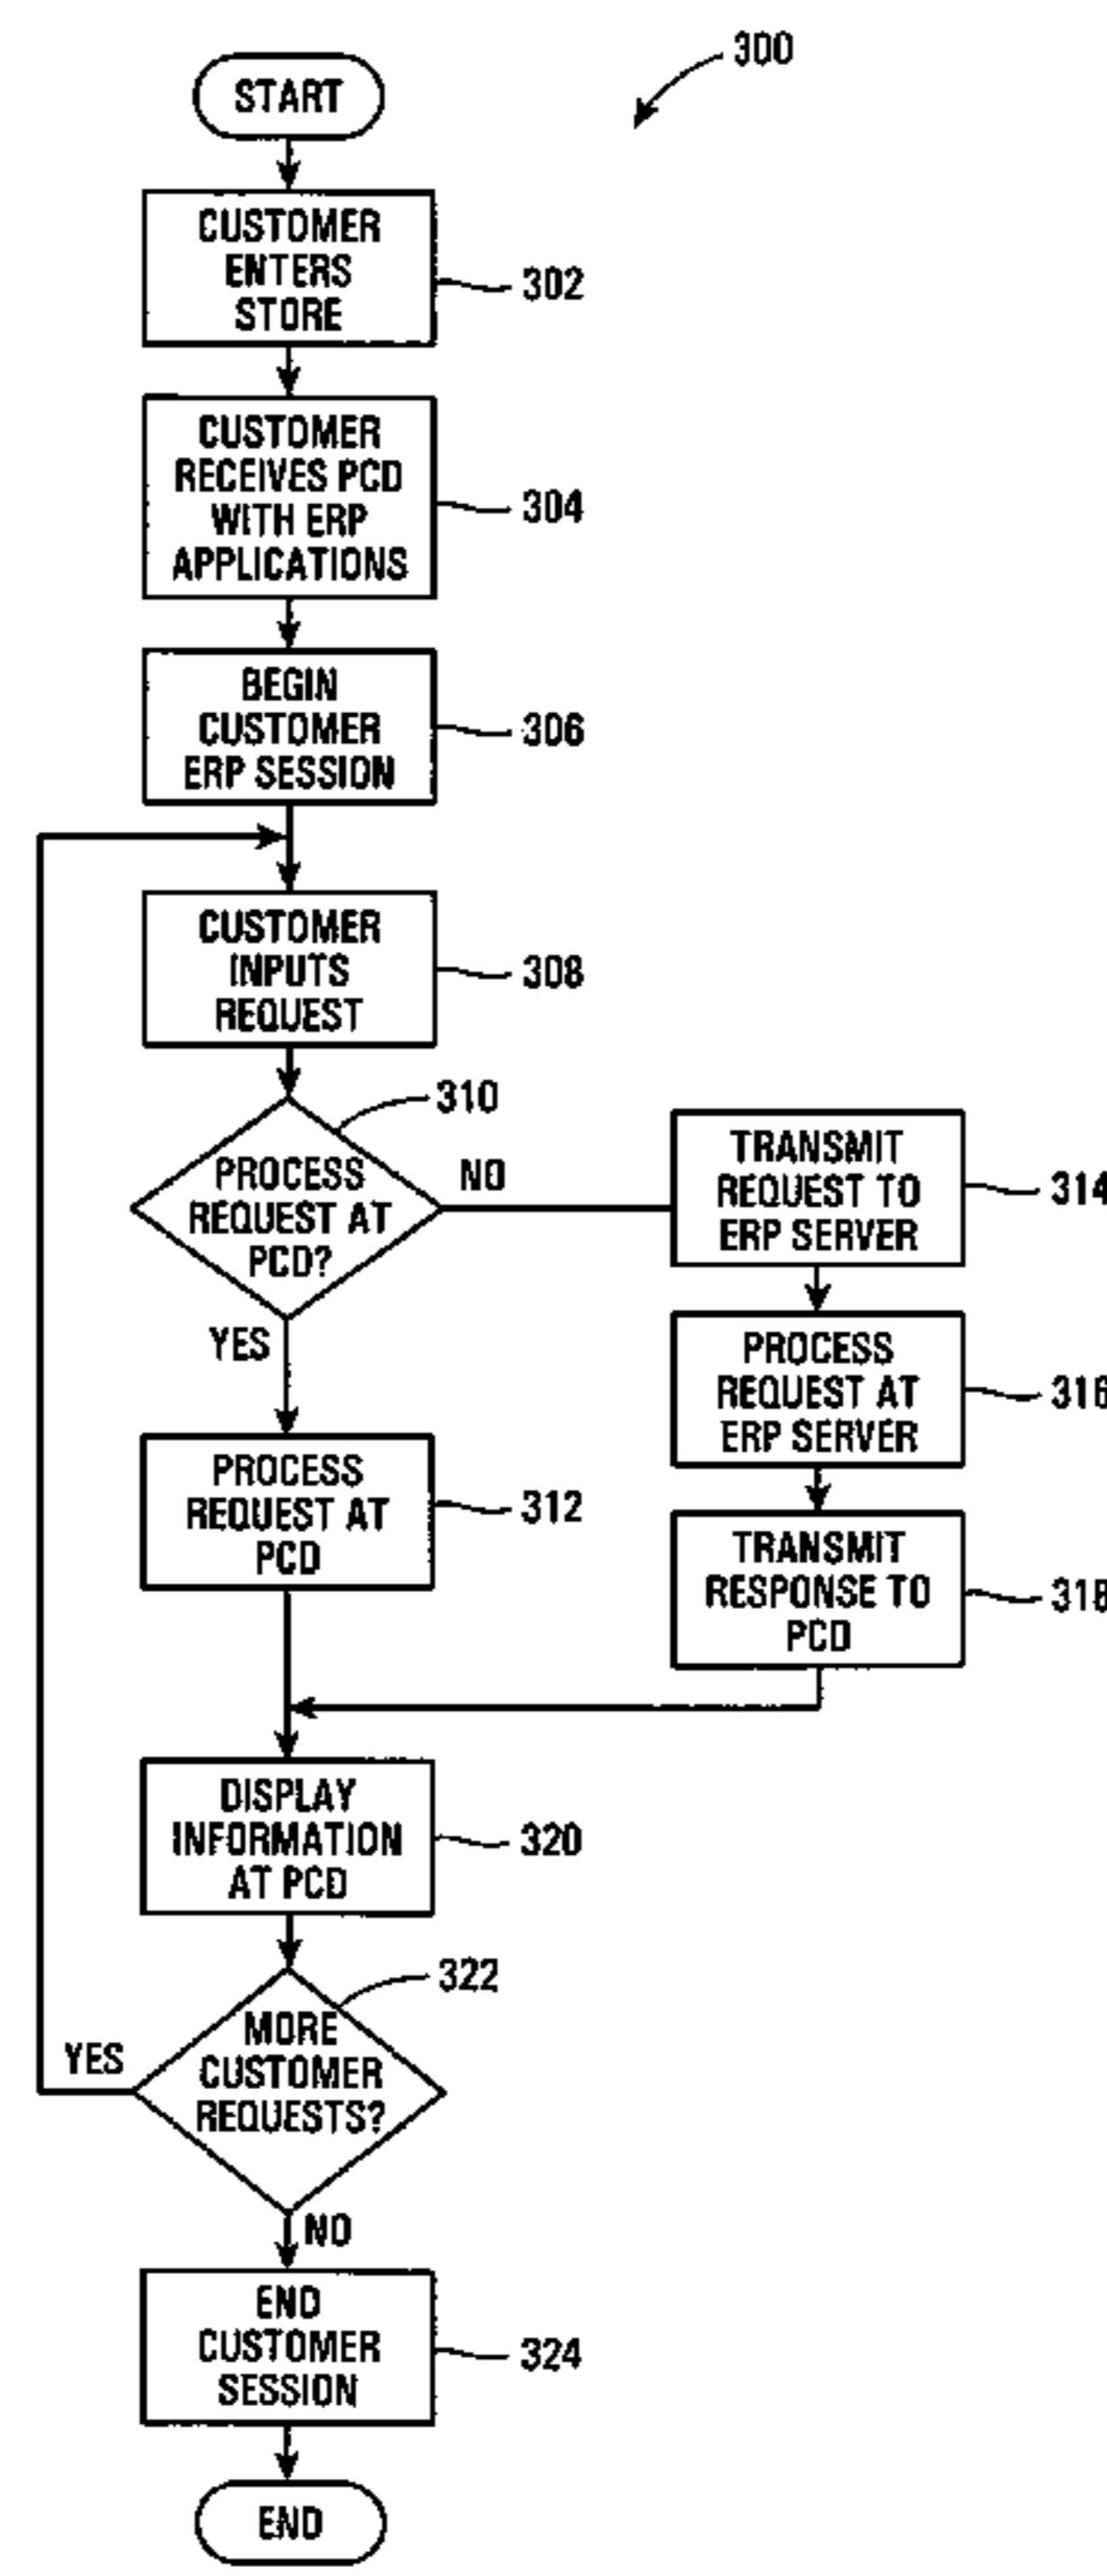 300
START
CUSTOMER
ENTERS
STORE
302
CUSTOMER
RECEIVES PCD
WITH ERP
APPLICATIONS
304
BEGIN
CUSTOMER
ERP SESSION
306
CUSTOMER
INPUTS
REQUEST
308
310
PROCESS
REQUEST AT
PCD?
NO
YES
TRANSMIT
REQUEST TO
ERP SERVER
314
PROCESS
REQUEST AT
ERP SERVER
316
PROCESS
REQUEST AT
PCD
312
TRANSMIT
RESPONSE TO
PCD
318
DISPLAY
INFORMATION
AT PCD
320
322
MORE
CUSTOMER
REQUESTS?
YES
NO
END
CUSTOMER
SESSION
324
END